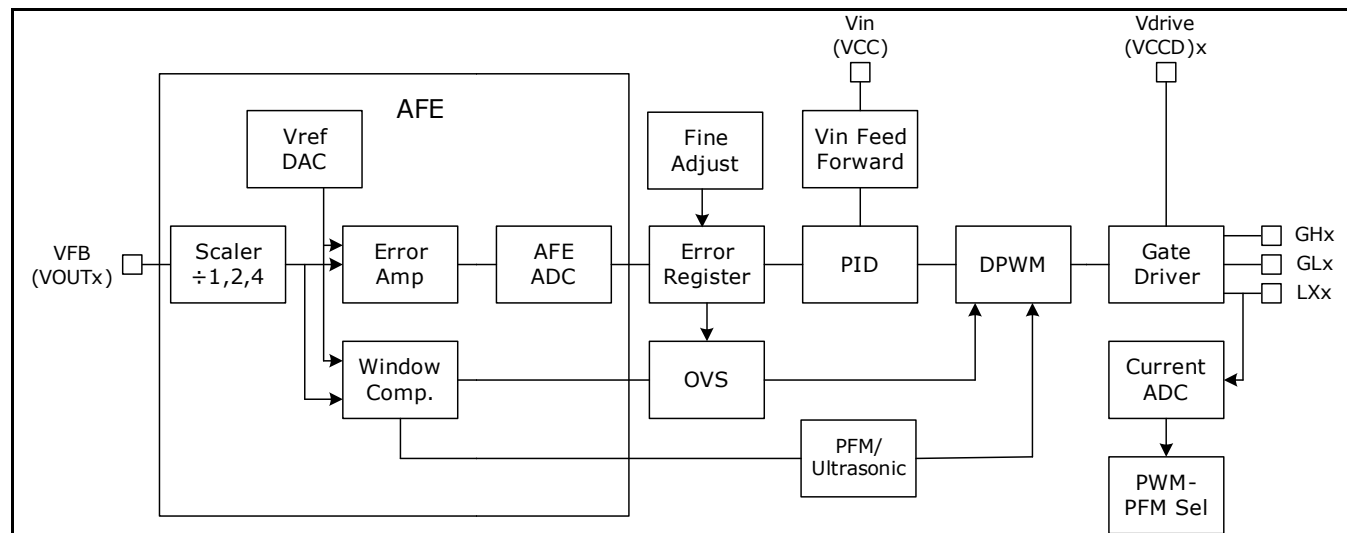 Vin
(VCC)
Vdrive
(VCCD)x
AFE
Vref
DAC
Fine
Adjust
Vin Feed
Forward
VFB
(VOUTx)
Scaler
÷1,2,4
Error
Amp
AFE
ADC
Error
Register
PID
DPWM
Gate
Driver
GHx
GLx
LXx
Window
Comp.
OVS
Current
ADC
PFM/
Ultrasonic
PWM-
PFM Sel